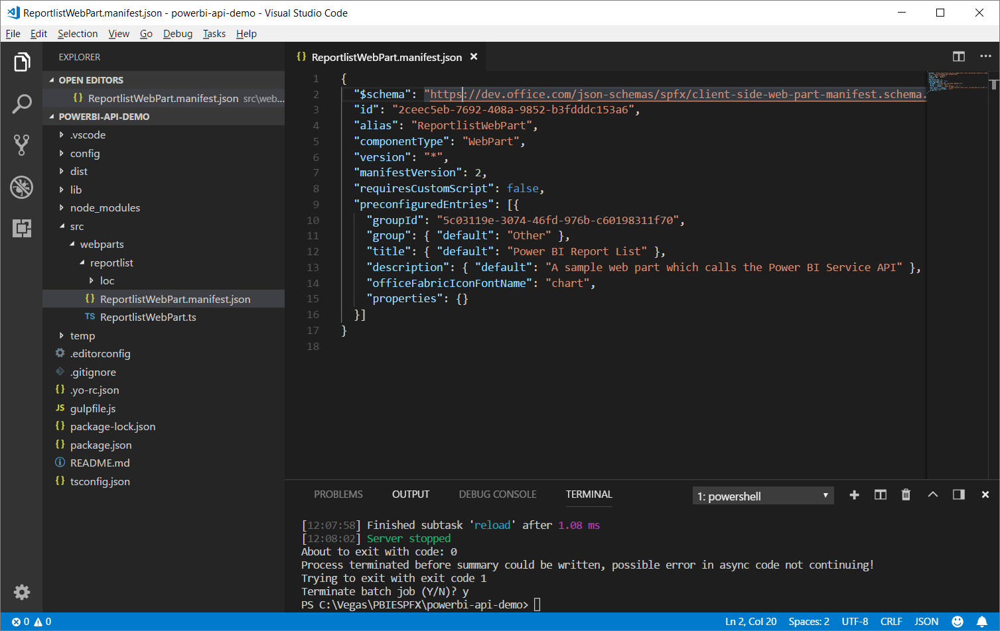 ReportlistWebPart.manifest.json - powerbi-api-demo - Visual Studio Code
File Edit Selection View Go Debug Tasks Help
EXPLORER
OPEN EDITORS
{} ReportlistWebPart.manifest.json src\web...
POWERBI-API-DEMO
.vscode
config
dist
lib
node_modules
src
webparts
reportlist
loc
{} ReportlistWebPart.manifest.json
TS ReportlistWebPart.ts
temp
.editorconfig
.gitignore
{} .yo-rc.json
JS gulpfile.js
{} package-lock.json
{} package.json
README.md
{} tsconfig.json
{} ReportlistWebPart.manifest.json
1 {
2 "$schema": "https://dev.office.com/json-schemas/spfx/client-side-web-part-manifest.schema.
3 "id": "2ceec5eb-7692-408a-9852-b3fdddc153a6",
4 "alias": "ReportlistWebPart",
5 "componentType": "WebPart",
6 "version": "*",
7 "manifestVersion": 2,
8 "requiresCustomScript": false,
9 "preconfiguredEntries": [{
10 "groupId": "5c03119e-3074-46fd-976b-c60198311f70",
11 "group": { "default": "Other" },
12 "title": { "default": "Power BI Report List" },
13 "description": { "default": "A sample web part which calls the Power BI Service API" },
14 "officeFabricIconFontName": "chart",
15 "properties": {}
16 }]
17 }
18
PROBLEMS OUTPUT DEBUG CONSOLE TERMINAL 1: powershell
[12:07:58] Finished subtask 'reload' after 1.08 ms
[12:08:02] Server stopped
About to exit with code: 0
Process terminated before summary could be written, possible error in async code not continuing!
Trying to exit with exit code 1
Terminate batch job (Y/N)? y
PS C:\Vegas\PBIESPFX\powerbi-api-demo>
0 0 Ln 2, Col 20 Spaces: 2 UTF-8 CRLF JSON